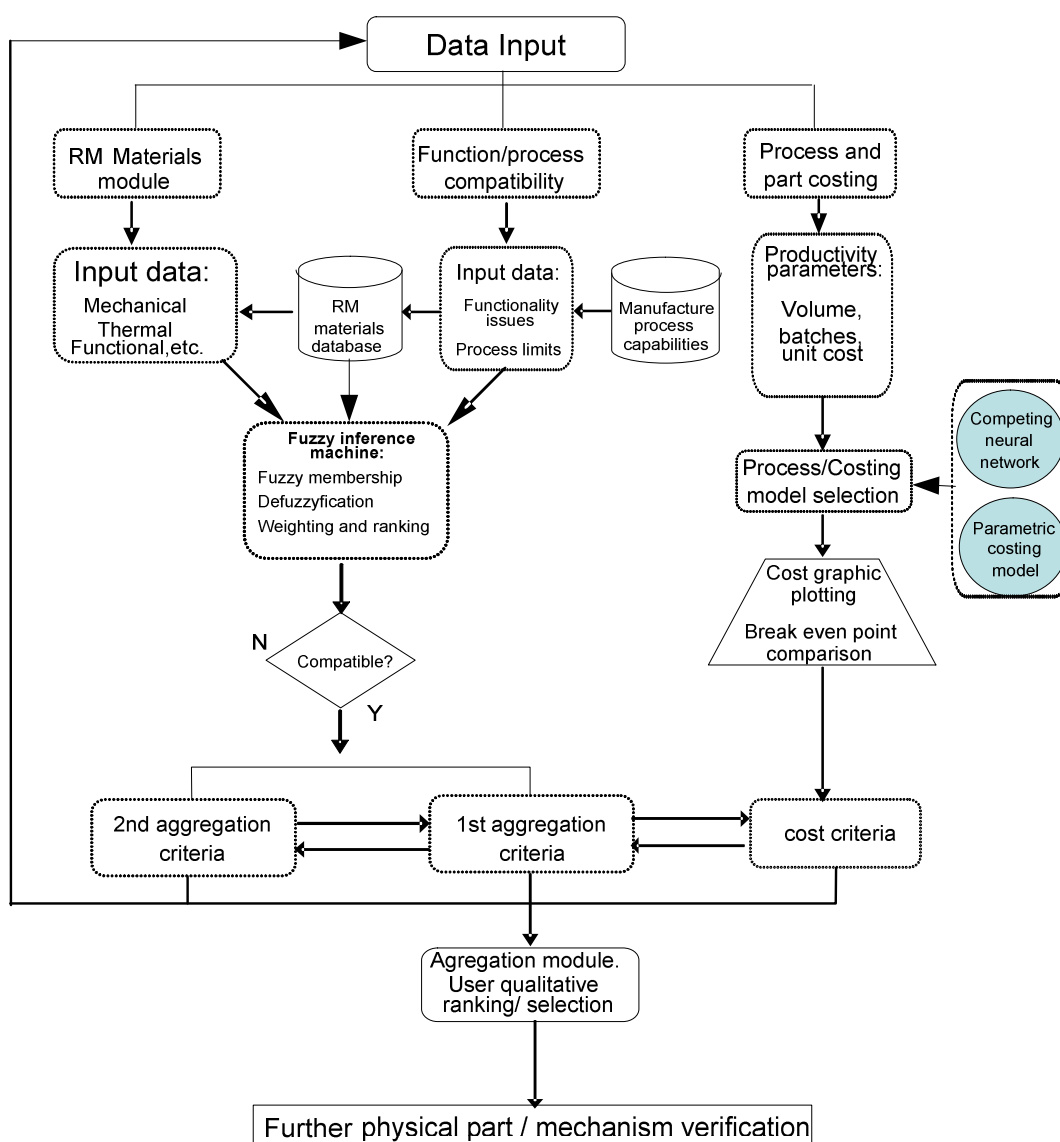 Data Input
RM Materials
module
Function/process
compatibility
Process and
part costing
Input data:
Mechanical
Thermal
Functional,etc.
RM
materials
database
Input data:
Functionality
issues
Process limits
Manufacture
process
capabilities
Productivity
parameters:
Volume,
batches,
unit cost
Fuzzy inference
machine:
Fuzzy membership
Defuzzyfication
Weighting and ranking
Process/Costing
model selection
Competing
neural
network
Parametric
costing
model
Cost graphic
plotting
Break even point
comparison
N
Compatible?
Y
2nd aggregation
criteria
1st aggregation
criteria
cost criteria
Agregation module.
User qualitative
ranking/ selection
Further physical part / mechanism verification